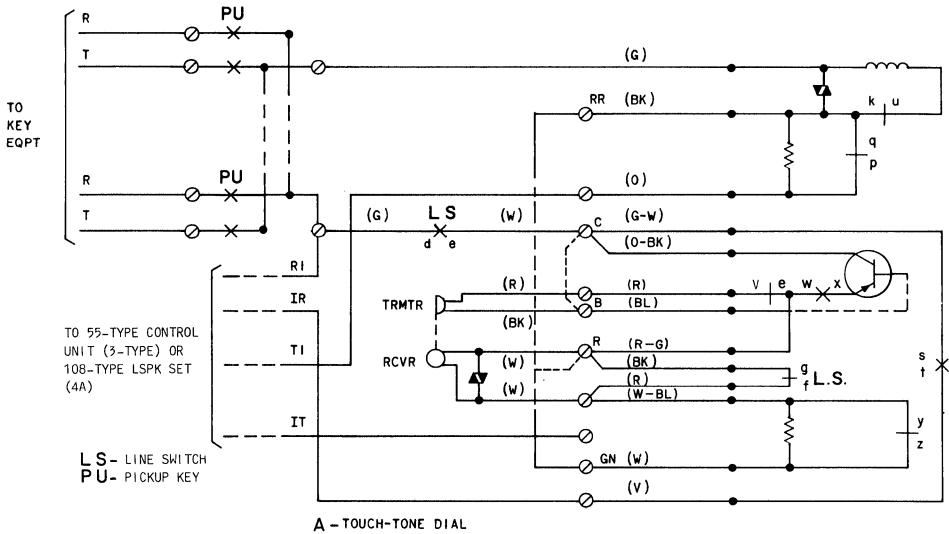 PU
R
T
(G)
k u
RR (BK)
q
p
TO
KEY
EQPT
PU
R
T
(O)
(G)
LS
d e
(W)
C
(G-W)
(O-BK)
RI
IR
TI
IT
TO 55-TYPE CONTROL
UNIT (3-TYPE) OR
108-TYPE LSPK SET
(4A)
TRMTR
(R)
(BK)
B
(R)
(BL)
V e w x
RCVR
(W)
(W)
R
(R-G)
(BK)
(R)
(W-BL)
g
f L.S.
s
t
y
z
GN (W)
(V)
LS- LINE SWITCH
PU- PICKUP KEY
A - TOUCH-TONE DIAL